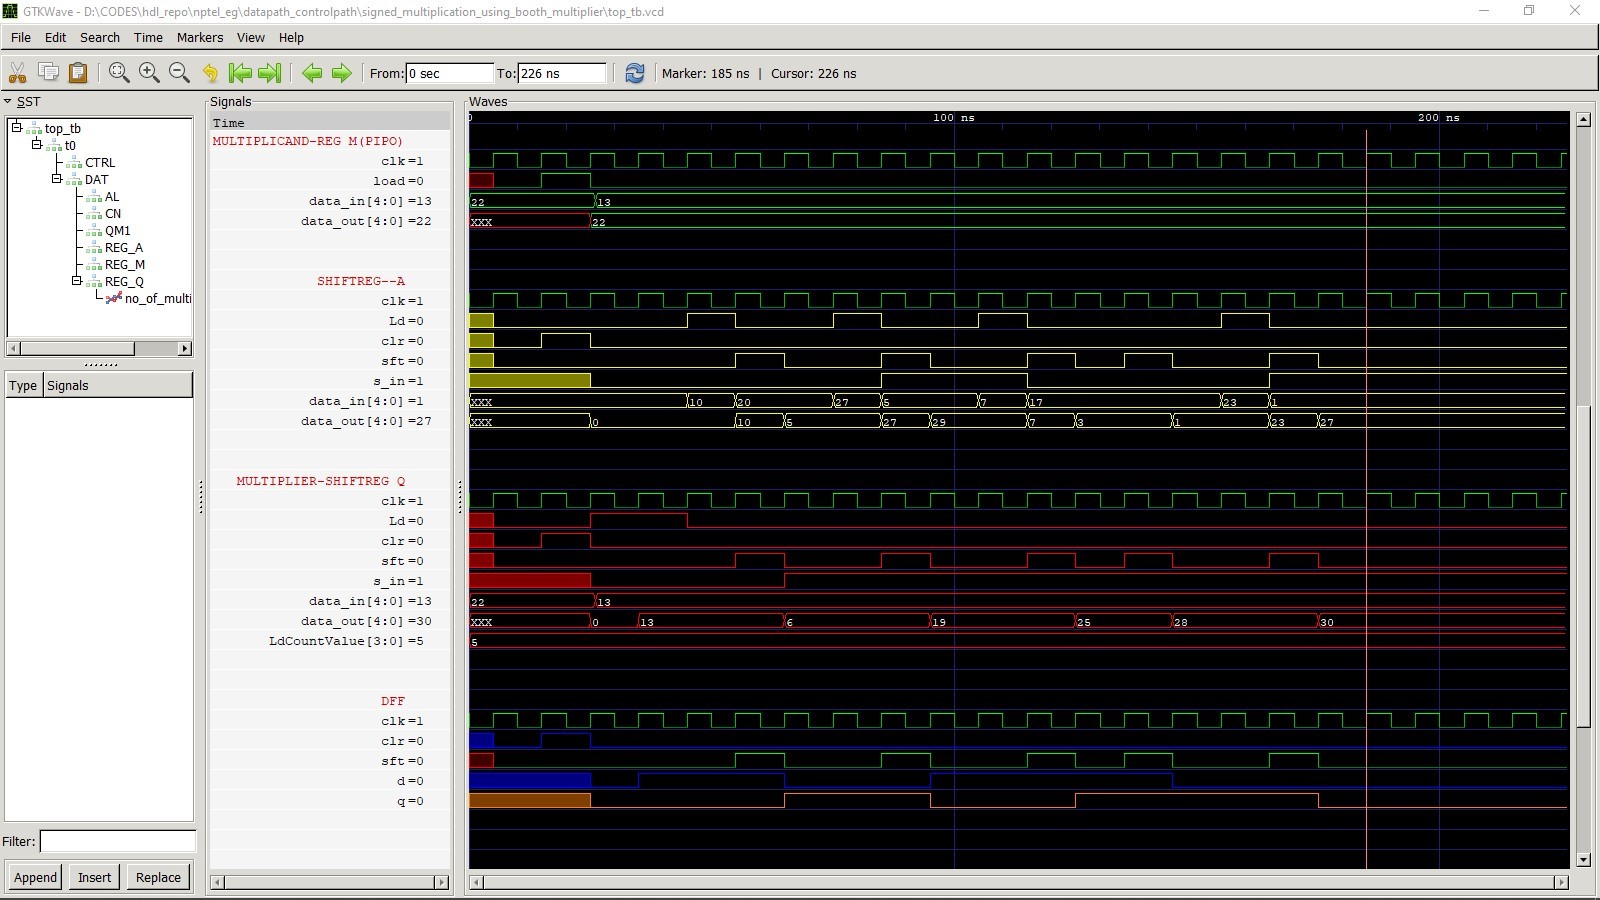 GTKWave - D:\CODES\hdl_repo\nptel_eg\datapath_controlpath\signed_multiplication_using_booth_multiplier\top_tb.vcd
File Edit Search Time Markers View Help
From: 0 sec To: 226 ns Marker: 185 ns | Cursor: 226 ns
SST
top_tb
t0
CTRL
DAT
AL
CN
QM1
REG_A
REG_M
REG_Q
no_of_multi
Type Signals
Filter:
Append Insert Replace
Signals
Time
MULTIPLICAND-REG M(PIPO)
clk=1
load=0
data_in[4:0]=13
data_out[4:0]=22
SHIFTREG--A
clk=1
Ld=0
clr=0
sft=0
s_in=1
data_in[4:0]=1
data_out[4:0]=27
MULTIPLIER-SHIFTREG Q
clk=1
Ld=0
clr=0
sft=0
s_in=1
data_in[4:0]=13
data_out[4:0]=30
LdCountValue[3:0]=5
DFF
clk=1
clr=0
sft=0
d=0
q=0
Waves
0 100 ns 200 ns
22 13
XXX 22
XXX 10 20 27 5 7 17 23 1
XXX 0 10 5 27 29 7 3 1 23 27
22 13
XXX 0 13 6 19 25 28 30
5